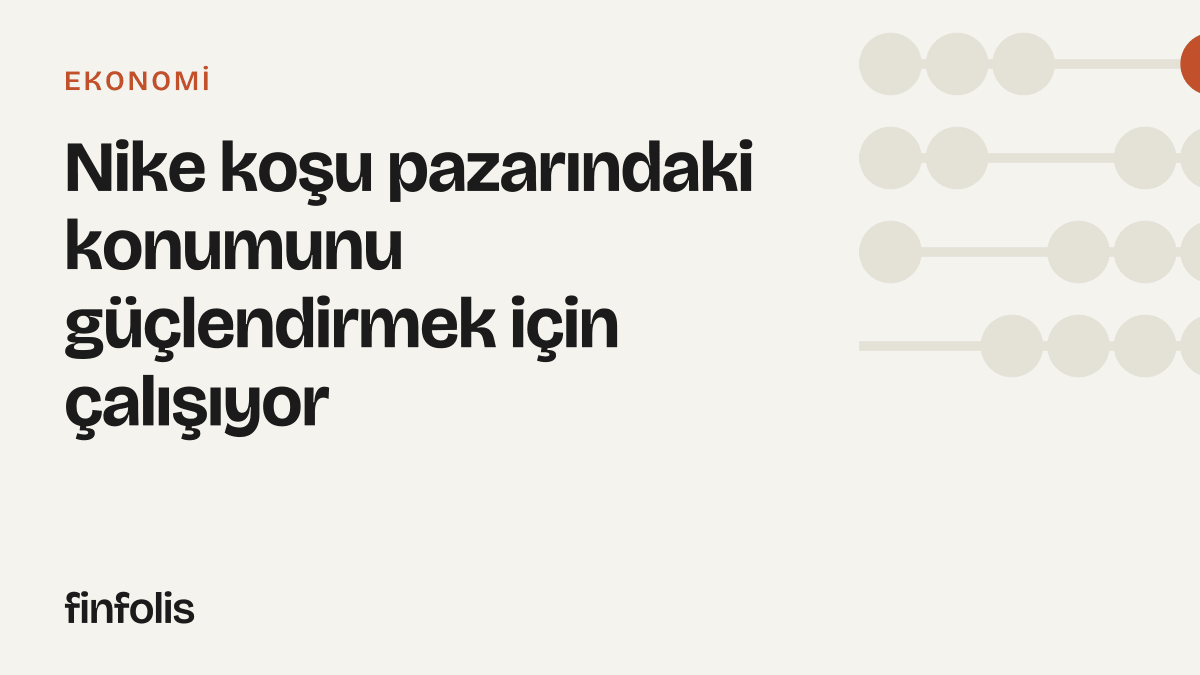 EKONOMİ
Nike koşu pazarındaki
konumunu
güçlendirmek için
çalışıyor
finfolis